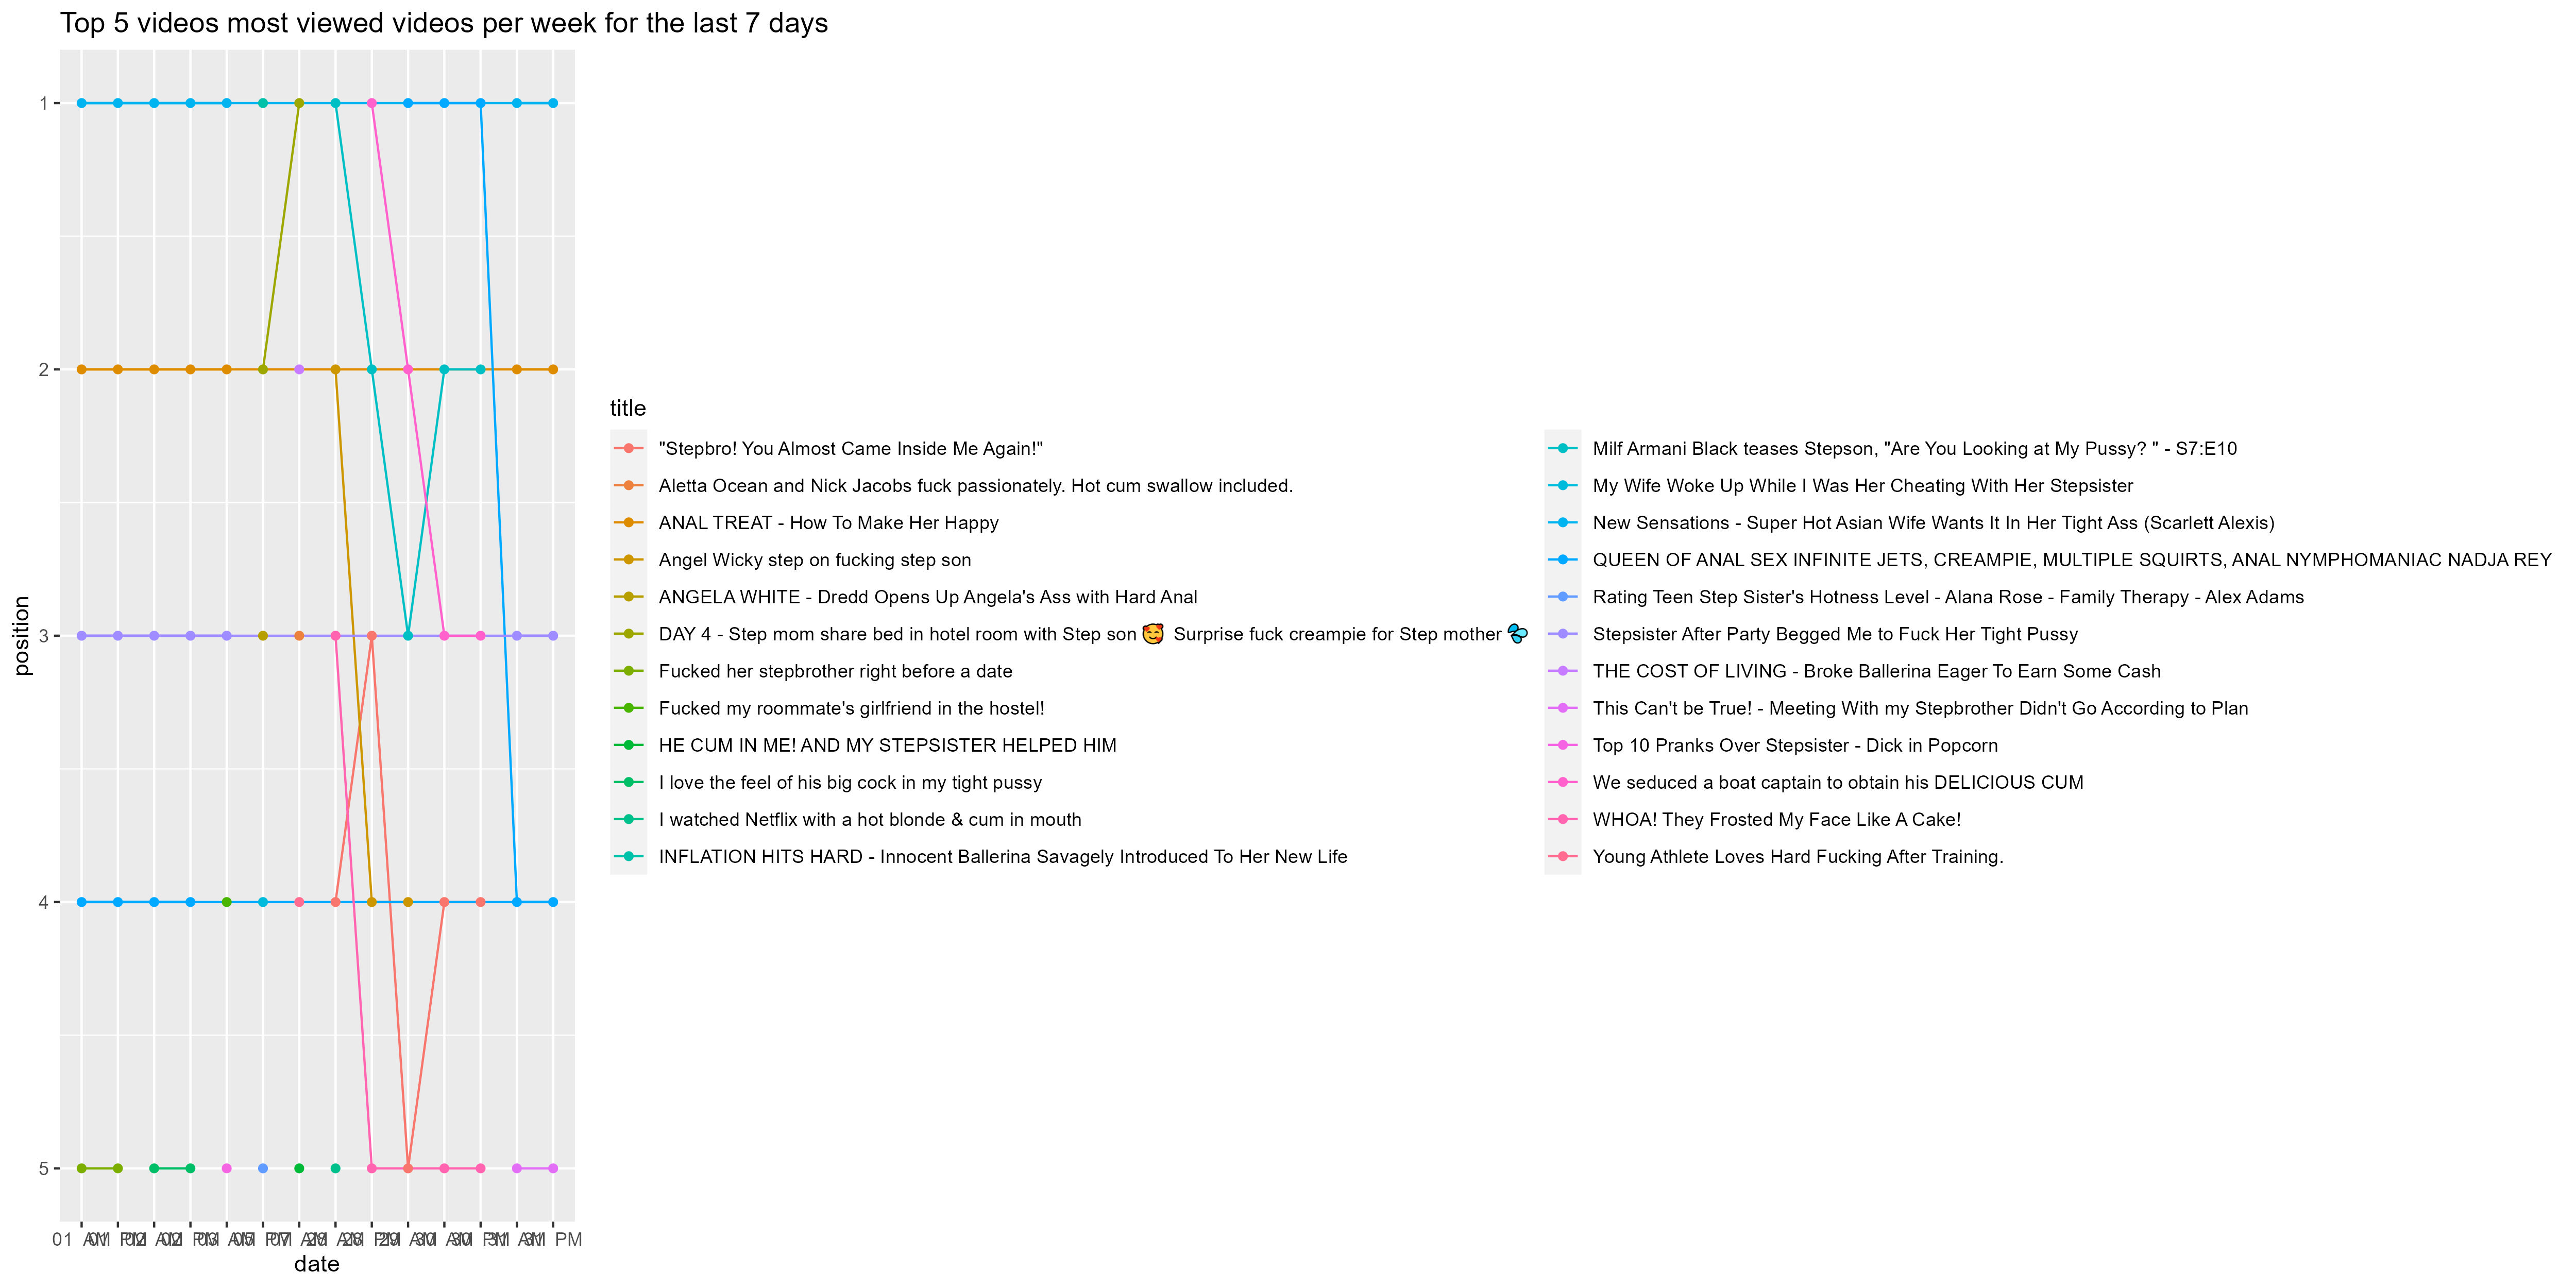 Top 5 videos most viewed videos per week for the last 7 days
1
2
3
4
5
position
date
title
"Stepbro! You Almost Came Inside Me Again!"
Aletta Ocean and Nick Jacobs fuck passionately. Hot cum swallow included.
ANAL TREAT - How To Make Her Happy
Angel Wicky step on fucking step son
ANGELA WHITE - Dredd Opens Up Angela's Ass with Hard Anal
DAY 4 - Step mom share bed in hotel room with Step son 🥰 Surprise fuck creampie for Step mother 💦
Fucked her stepbrother right before a date
Fucked my roommate's girlfriend in the hostel!
HE CUM IN ME! AND MY STEPSISTER HELPED HIM
I love the feel of his big cock in my tight pussy
I watched Netflix with a hot blonde & cum in mouth
INFLATION HITS HARD - Innocent Ballerina Savagely Introduced To Her New Life
Milf Armani Black teases Stepson, "Are You Looking at My Pussy? " - S7:E10
My Wife Woke Up While I Was Her Cheating With Her Stepsister
New Sensations - Super Hot Asian Wife Wants It In Her Tight Ass (Scarlett Alexis)
QUEEN OF ANAL SEX INFINITE JETS, CREAMPIE, MULTIPLE SQUIRTS, ANAL NYMPHOMANIAC NADJA REY
Rating Teen Step Sister's Hotness Level - Alana Rose - Family Therapy - Alex Adams
Stepsister After Party Begged Me to Fuck Her Tight Pussy
THE COST OF LIVING - Broke Ballerina Eager To Earn Some Cash
This Can't be True! - Meeting With my Stepbrother Didn't Go According to Plan
Top 10 Pranks Over Stepsister - Dick in Popcorn
We seduced a boat captain to obtain his DELICIOUS CUM
WHOA! They Frosted My Face Like A Cake!
Young Athlete Loves Hard Fucking After Training.